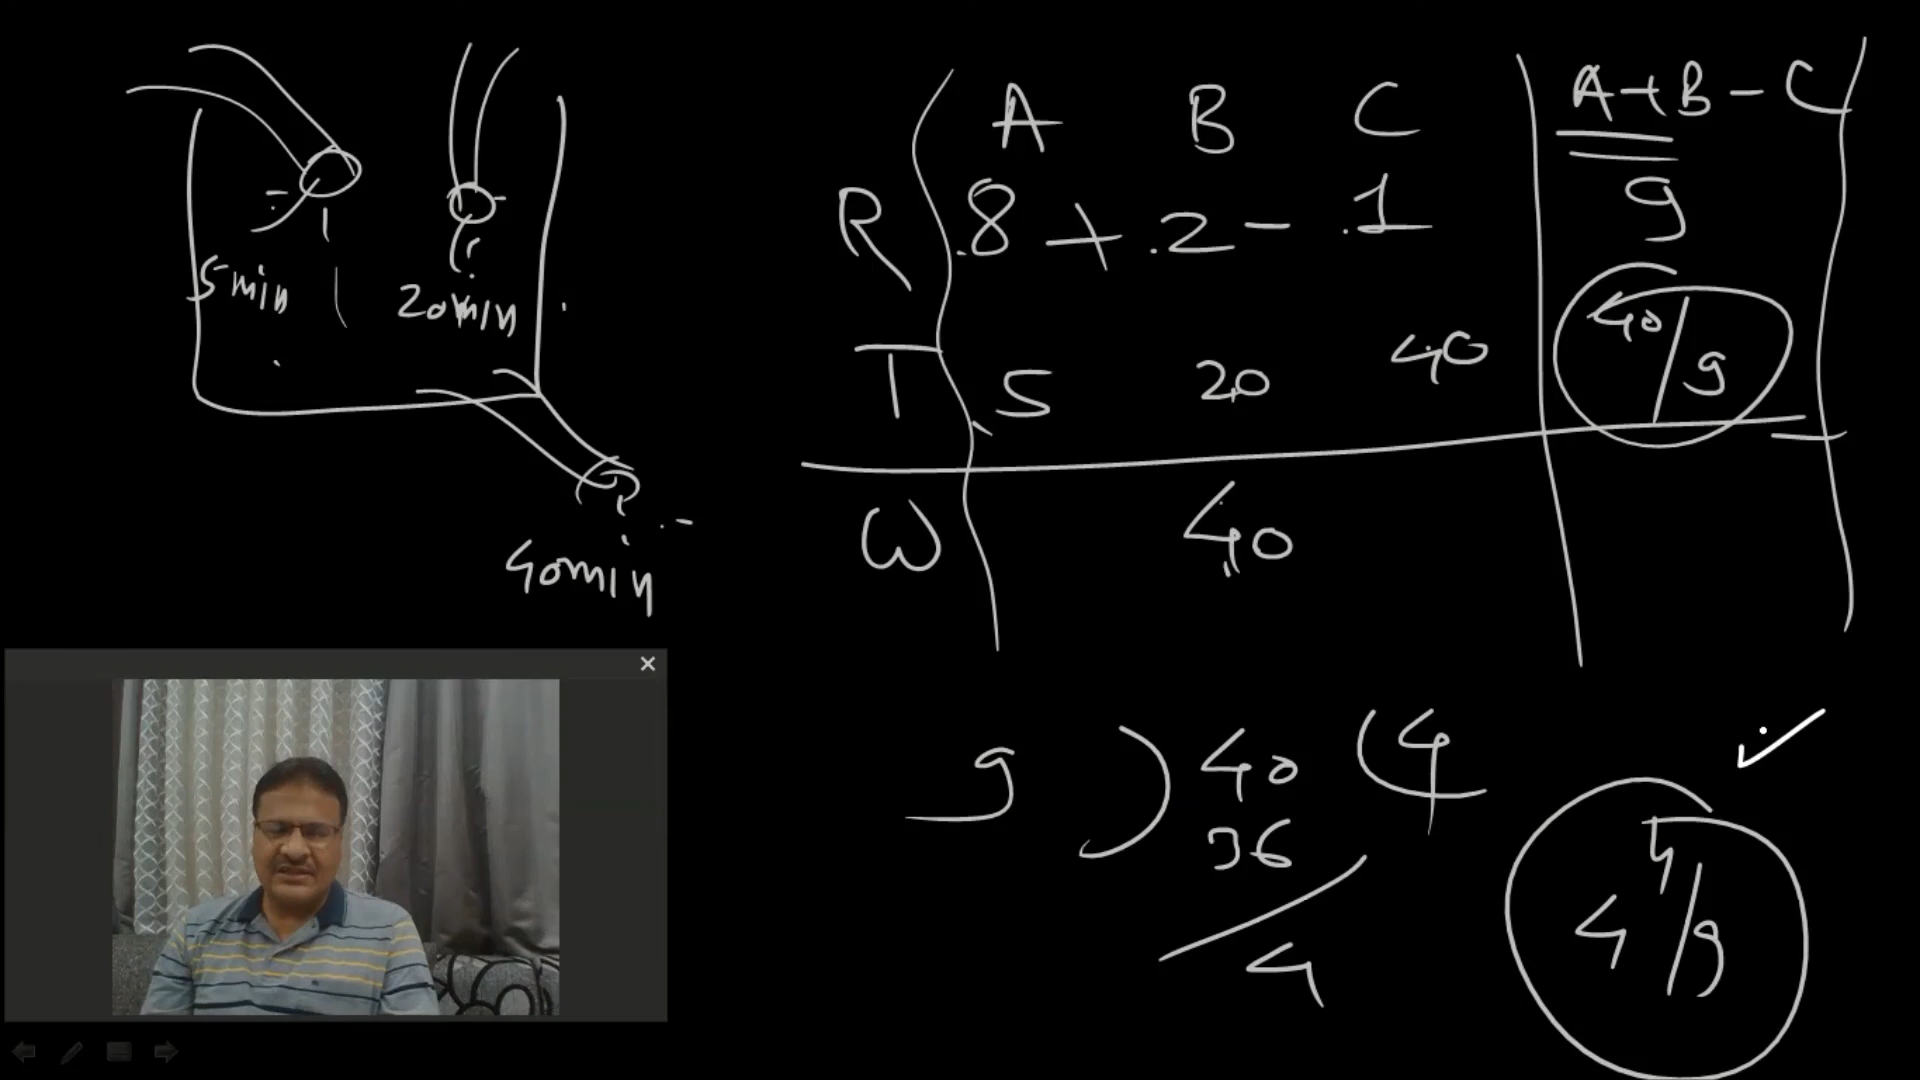 5min
20min
40min
A B C A+B-C
R 8 + 2 - 1 9
T 5 20 40 40/9
W 40
9 ) 40 ( 4
36
4
4 4/9